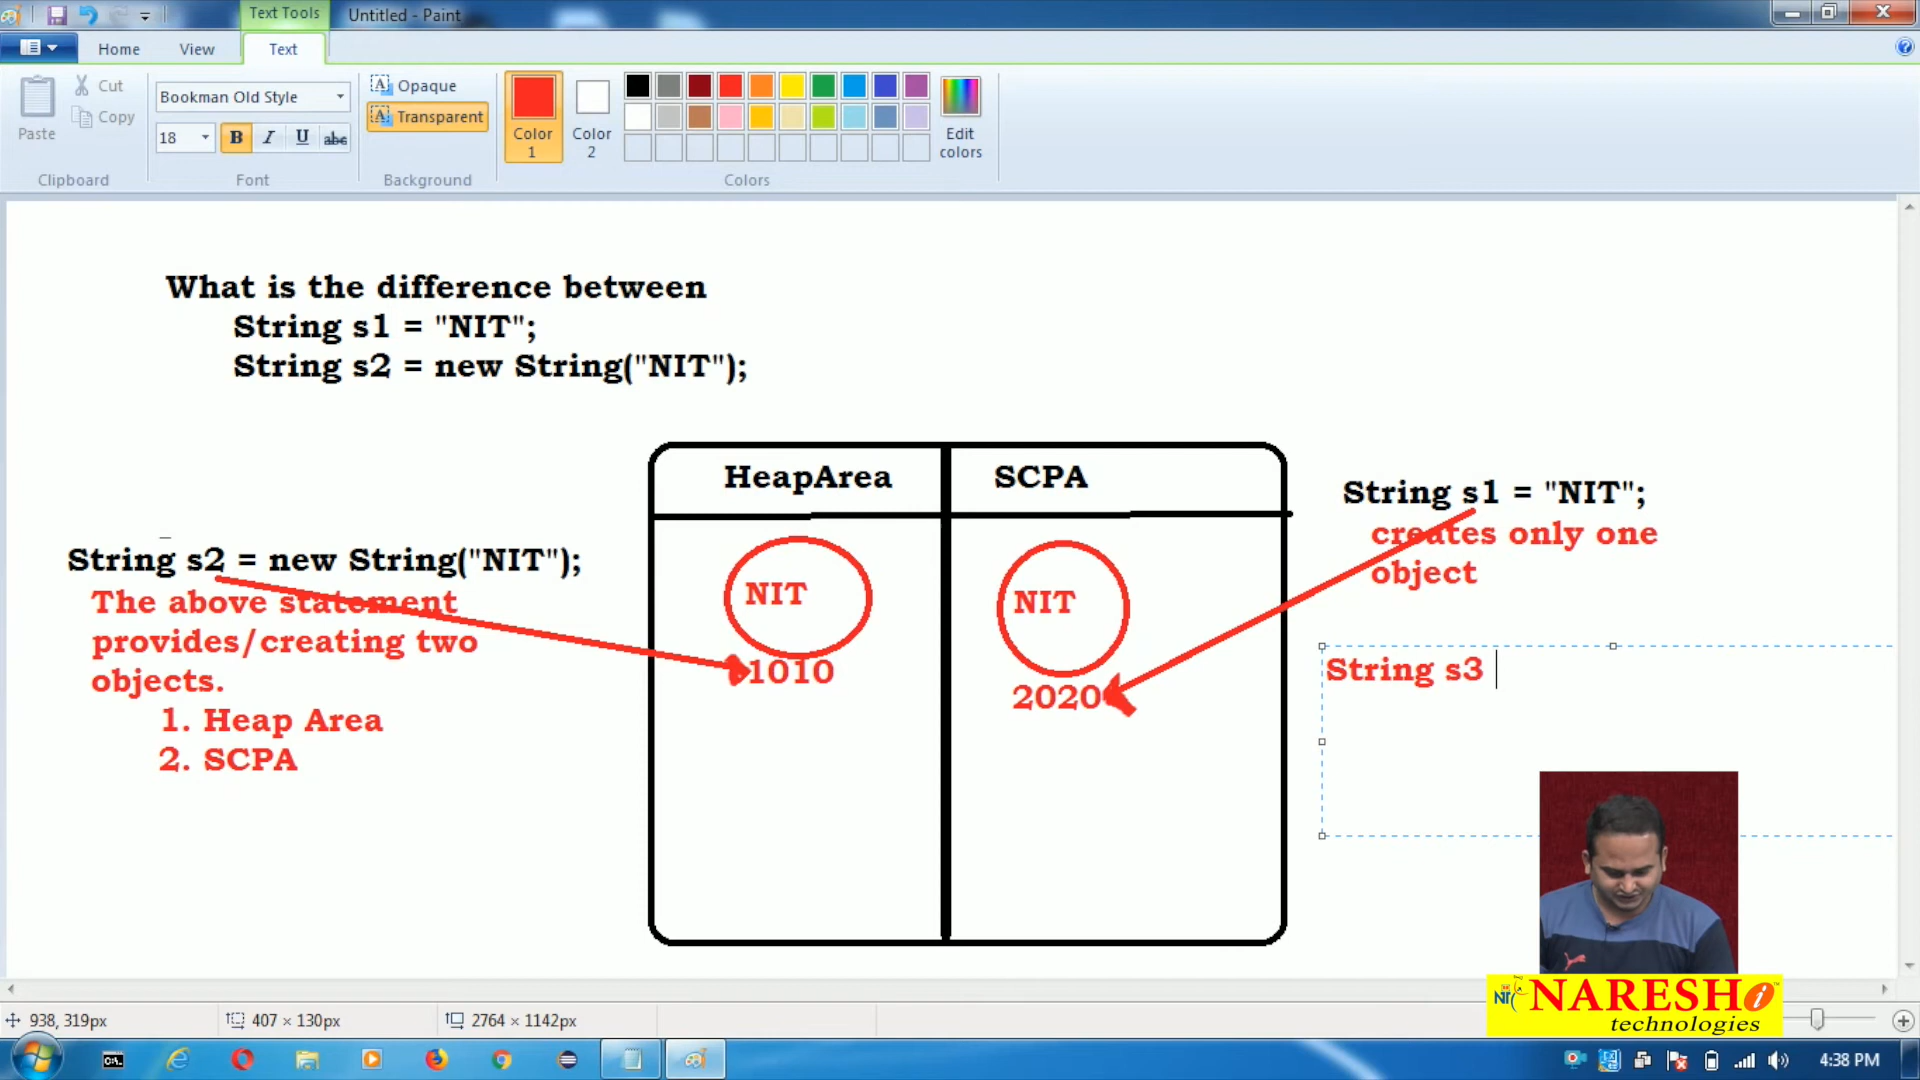 Text Tools
Untitled - Paint
Home
View
Text
Paste
Cut
Copy
Clipboard
Bookman Old Style
18
B I U abc
Font
Opaque
Transparent
Background
Color 1
Color 2
Edit colors
Colors
What is the difference between
String s1 = "NIT";
String s2 = new String("NIT");
HeapArea
SCPA
String s2 = new String("NIT");
The above statement
provides/creating two
objects.
1. Heap Area
2. SCPA
NIT
1010
NIT
2020
String s1 = "NIT";
creates only one
object
String s3
NARESH i
technologies
938, 319px
407 × 130px
2764 × 1142px
C:\.
4:38 PM